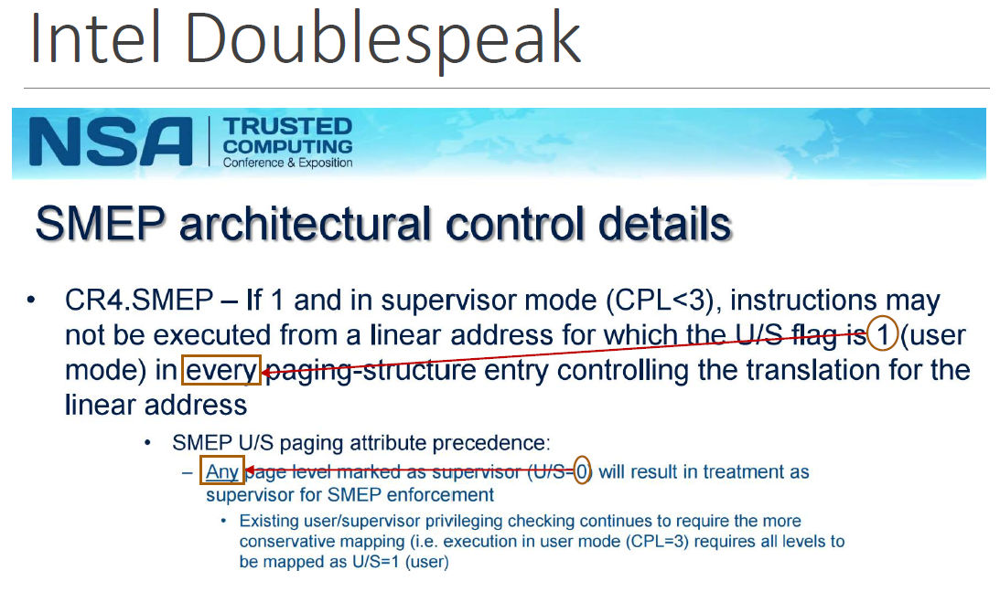 Intel Doublespeak
NSA TRUSTED
COMPUTING
Conference & Exposition
SMEP architectural control details
• CR4.SMEP – If 1 and in supervisor mode (CPL<3), instructions may
not be executed from a linear address for which the U/S flag is 1 (user
mode) in every paging-structure entry controlling the translation for the
linear address
• SMEP U/S paging attribute precedence:
– Any page level marked as supervisor (U/S=0) will result in treatment as
supervisor for SMEP enforcement
• Existing user/supervisor privileging checking continues to require the more
conservative mapping (i.e. execution in user mode (CPL=3) requires all levels to
be mapped as U/S=1 (user)